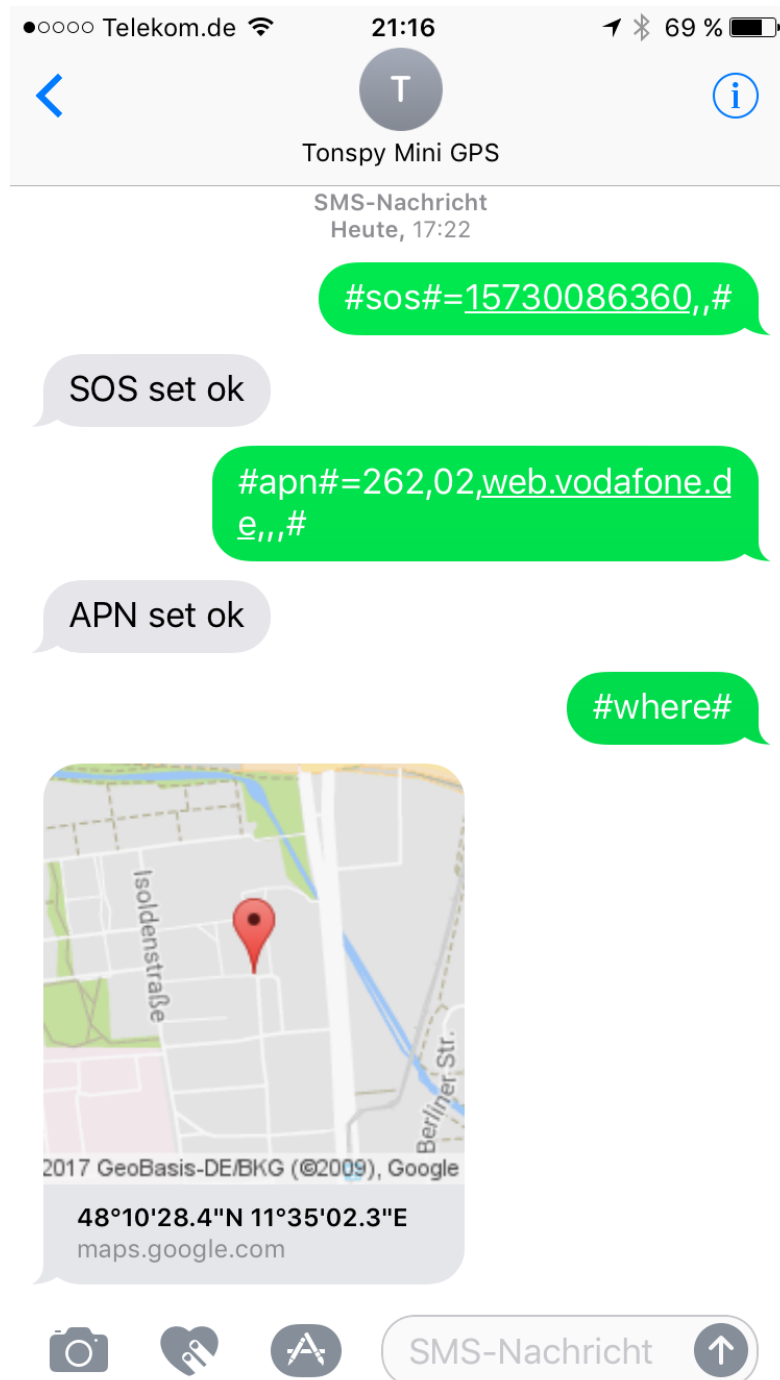 Telekom.de 21:16 69 %
T
Tonspy Mini GPS
SMS-Nachricht
Heute, 17:22
#sos#=15730086360,,#
SOS set ok
#apn#=262,02,web.vodafone.d
e,,,#
APN set ok
#where#
Isoldenstraße
Berliner Str.
2017 GeoBasis-DE/BKG (©2009), Google
48°10'28.4"N 11°35'02.3"E
maps.google.com
SMS-Nachricht